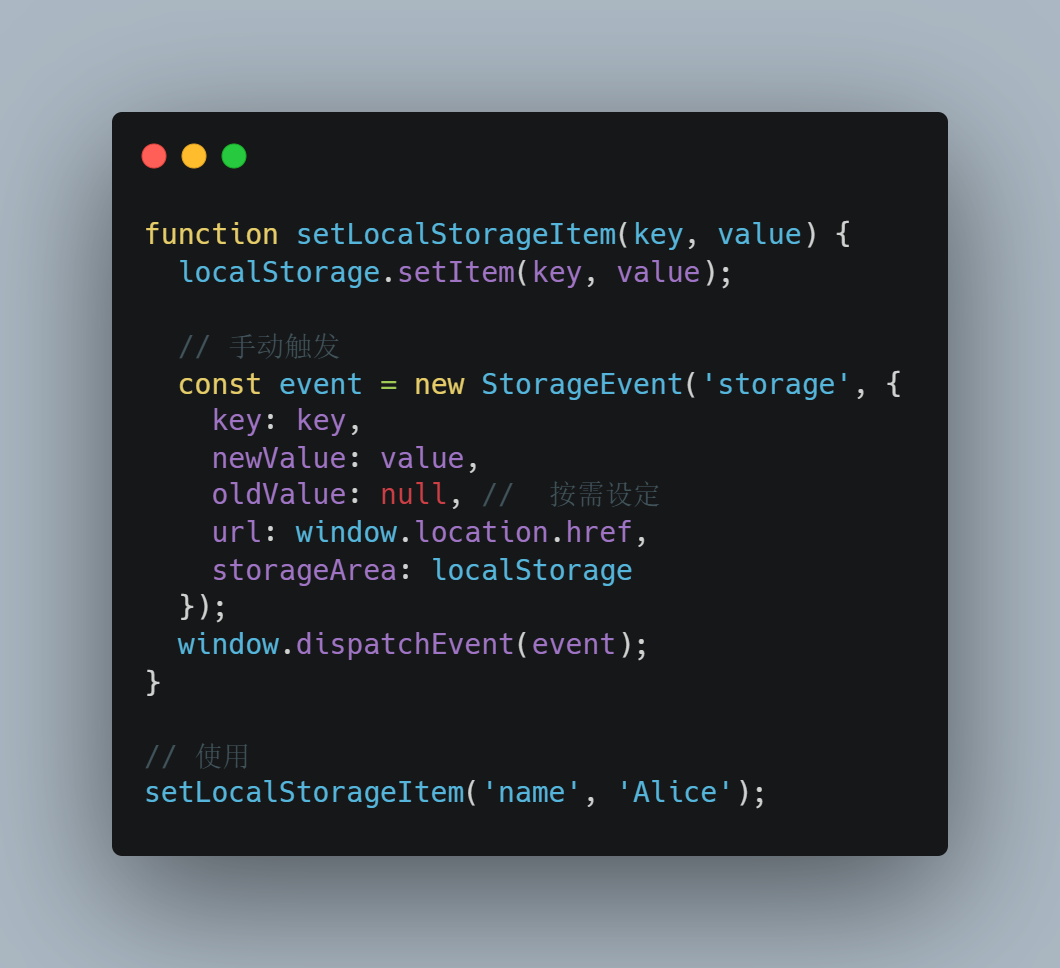 function setLocalStorageItem(key, value) {
  localStorage.setItem(key, value);

  // 手动触发
  const event = new StorageEvent('storage', {
    key: key,
    newValue: value,
    oldValue: null, //  按需设定
    url: window.location.href,
    storageArea: localStorage
  });
  window.dispatchEvent(event);
}

// 使用
setLocalStorageItem('name', 'Alice');